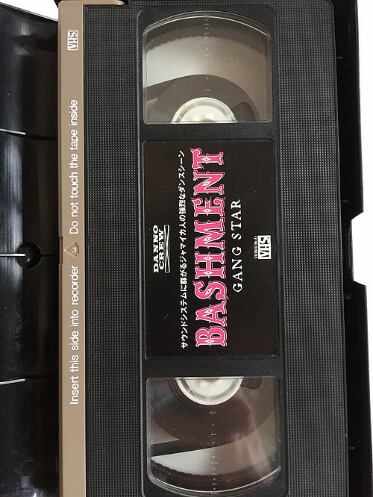 VHS
Insert this side into recorder
Do not touch the tape inside
DANNO
CREW
サウンドシステムに群がるジャマイカ人の強烈なダンスシーン
BASHMENT
GANG STAR
VHS